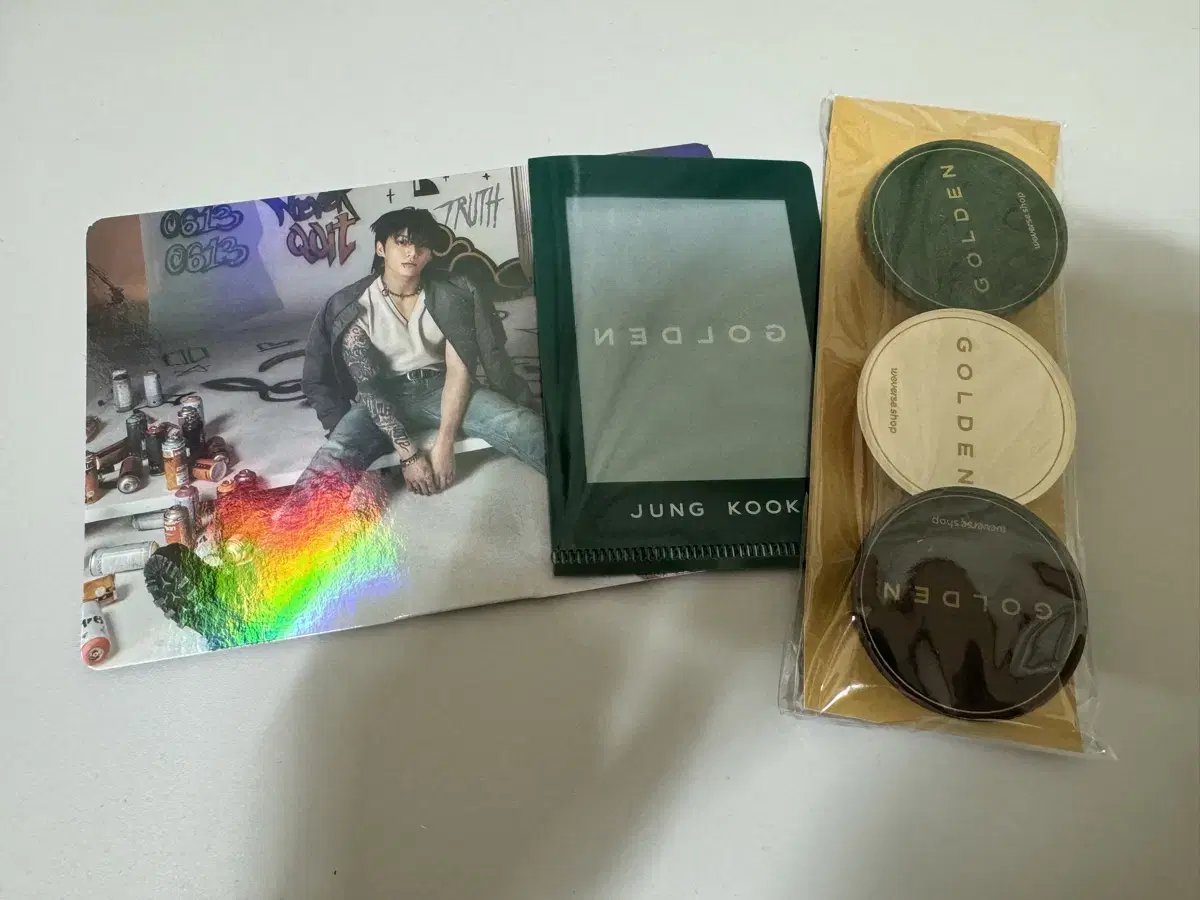 0613
0613
NEVER
QUIT
TRUTH
GOLDEN
JUNG KOOK
GOLDEN
weverse shop
GOLDEN
weverse shop
weverse shop
GOLDEN